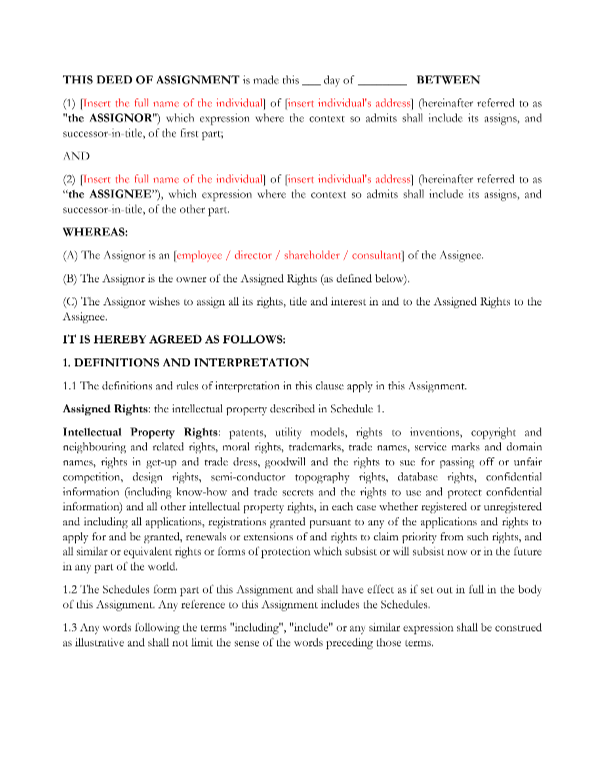 THIS DEED OF ASSIGNMENT is made this ___ day of ________ BETWEEN
(1) [Insert the full name of the individual] of [insert individual's address] (hereinafter referred to as
"the ASSIGNOR") which expression where the context so admits shall include its assigns, and
successor-in-title, of the first part;
AND
(2) [Insert the full name of the individual] of [insert individual's address] (hereinafter referred to as
“the ASSIGNEE”), which expression where the context so admits shall include its assigns, and
successor-in-title, of the other part.
WHEREAS:
(A) The Assignor is an [employee / director / shareholder / consultant] of the Assignee.
(B) The Assignor is the owner of the Assigned Rights (as defined below).
(C) The Assignor wishes to assign all its rights, title and interest in and to the Assigned Rights to the
Assignee.
IT IS HEREBY AGREED AS FOLLOWS:
1. DEFINITIONS AND INTERPRETATION
1.1 The definitions and rules of interpretation in this clause apply in this Assignment.
Assigned Rights: the intellectual property described in Schedule 1.
Intellectual Property Rights: patents, utility models, rights to inventions, copyright and
neighbouring and related rights, moral rights, trademarks, trade names, service marks and domain
names, rights in get-up and trade dress, goodwill and the rights to sue for passing off or unfair
competition, design rights, semi-conductor topography rights, database rights, confidential
information (including know-how and trade secrets and the rights to use and protect confidential
information) and all other intellectual property rights, in each case whether registered or unregistered
and including all applications, registrations granted pursuant to any of the applications and rights to
apply for and be granted, renewals or extensions of and rights to claim priority from such rights, and
all similar or equivalent rights or forms of protection which subsist or will subsist now or in the future
in any part of the world.
1.2 The Schedules form part of this Assignment and shall have effect as if set out in full in the body
of this Assignment. Any reference to this Assignment includes the Schedules.
1.3 Any words following the terms "including", "include" or any similar expression shall be construed
as illustrative and shall not limit the sense of the words preceding those terms.